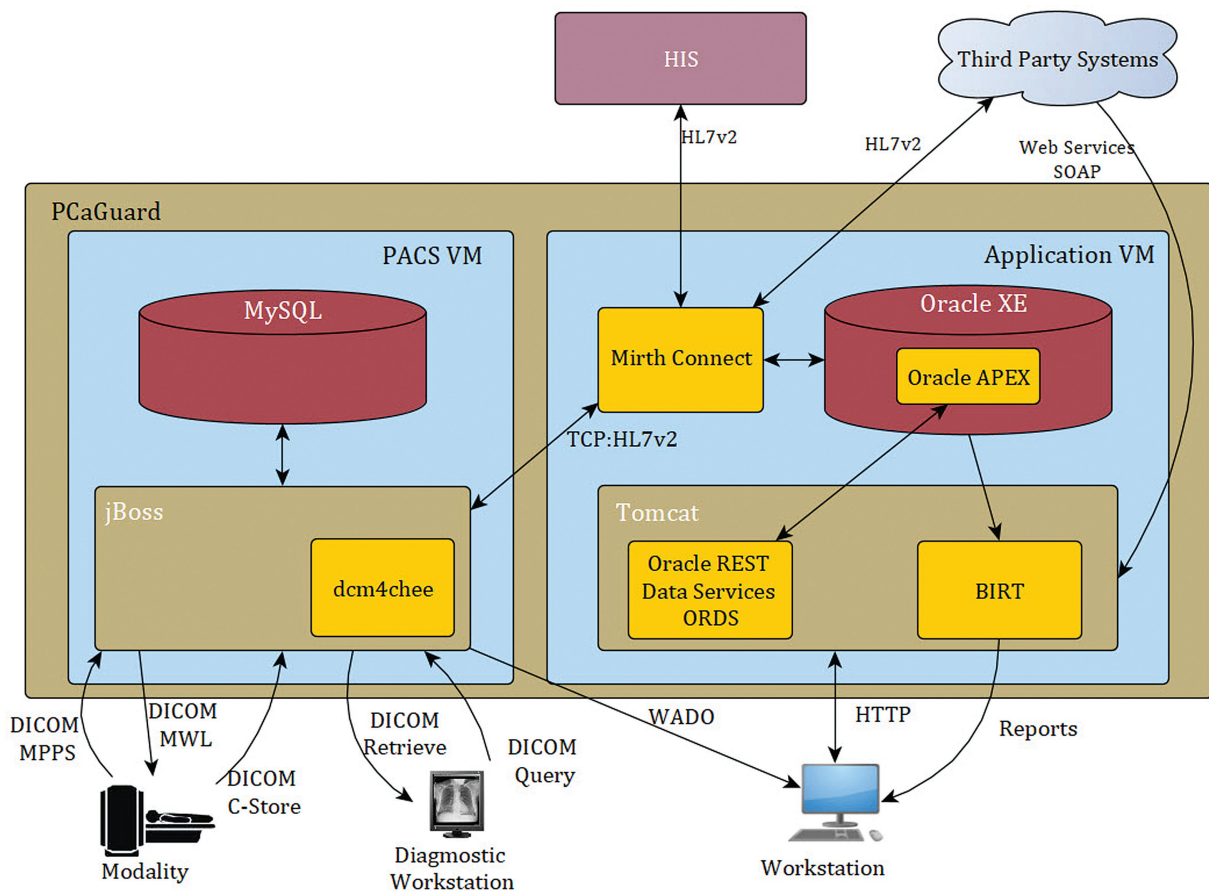 HIS
Third Party Systems
HL7v2
HL7v2
Web Services
SOAP
PCaGuard
PACS VM
Application VM
MySQL
Oracle XE
Mirth Connect
Oracle APEX
TCP:HL7v2
jBoss
Tomcat
dcm4chee
Oracle REST
Data Services
ORDS
BIRT
DICOM
MPPS
DICOM
MWL
DICOM
C-Store
DICOM
Retrieve
DICOM
Query
WADO
HTTP
Reports
Modality
Diagnostic
Workstation
Workstation